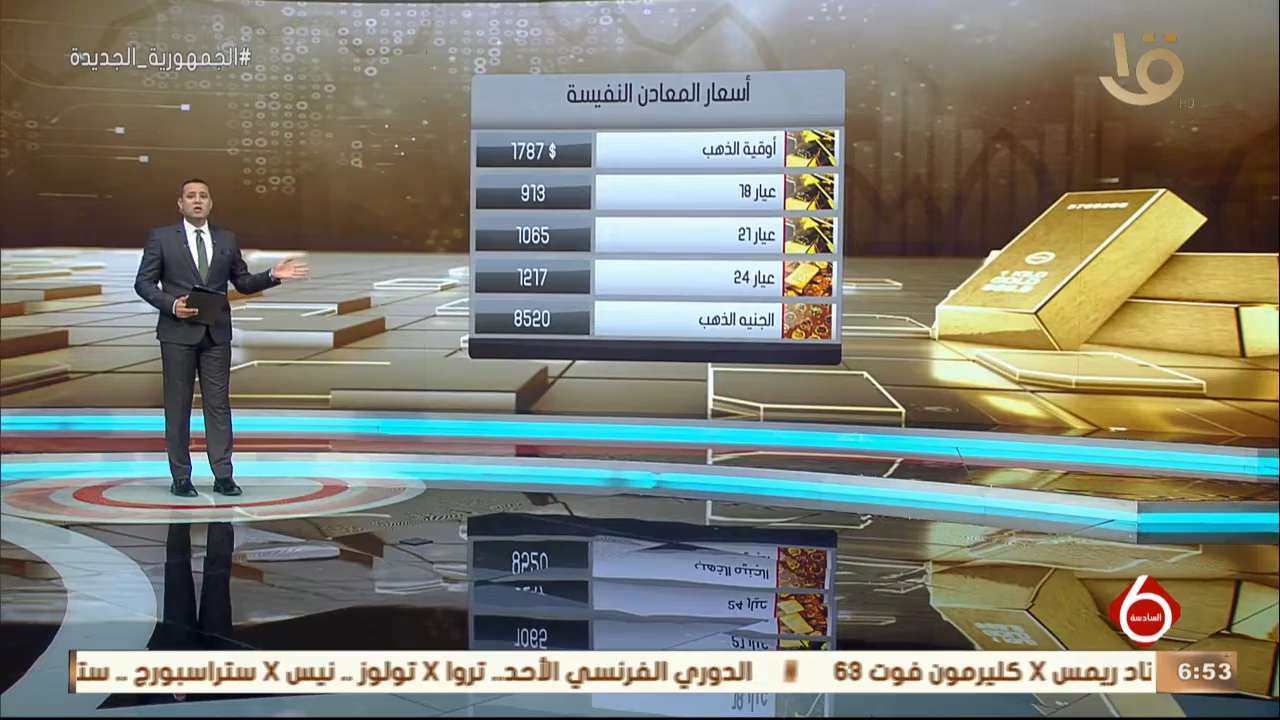 #الجمهورية_الجديدة
أسعار المعادن النفيسة
أوقية الذهب 1787 $
عيار 18 913
عيار 21 1065
عيار 24 1217
الجنيه الذهب 8520
السادسة
6:53
ناد ريمس X كليرمون فوت 63 الدوري الفرنسي الأحد.. تروا X تولوز .. نيس X ستراسبورج .. ست